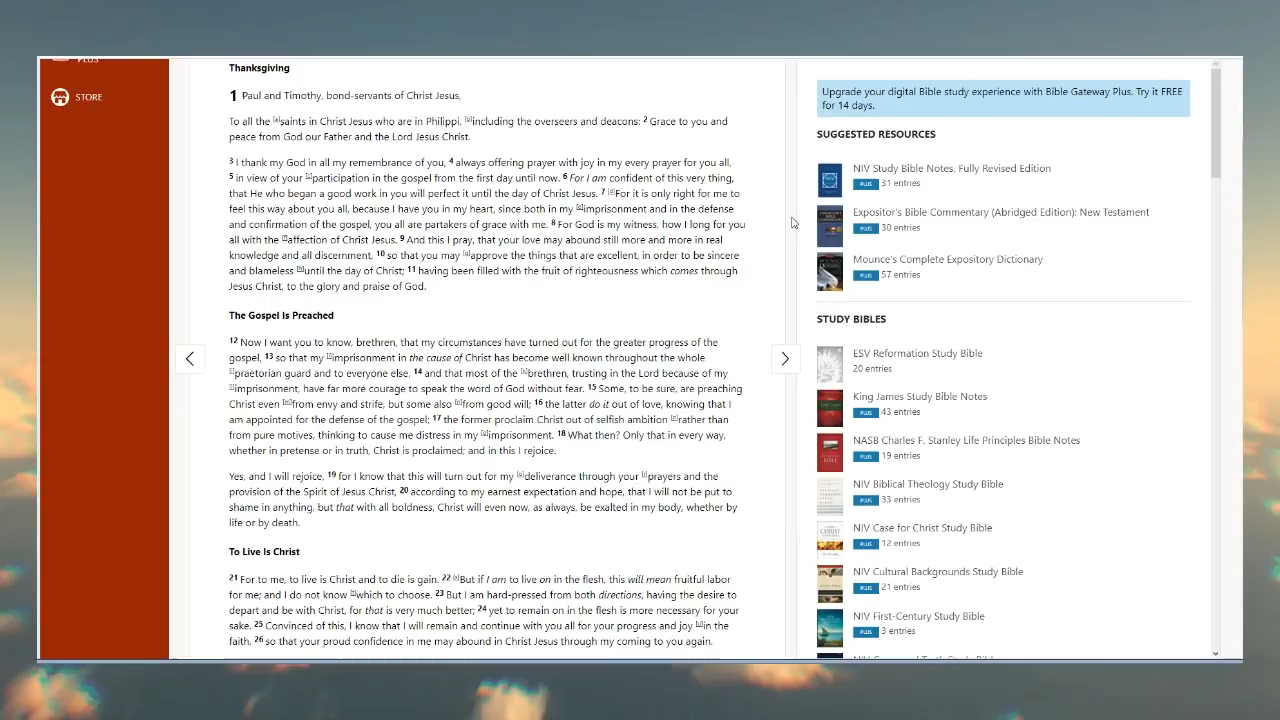 PLUS
STORE
Thanksgiving
1 Paul and Timothy, bond-servants of Christ Jesus,
To all the [a]saints in Christ Jesus who are in Philippi, [b]including the overseers and deacons: 2 Grace to you and
peace from God our Father and the Lord Jesus Christ.
3 I thank my God in all my remembrance of you, 4 always offering prayer with joy in my every prayer for you all,
5 in view of your [c]participation in the gospel from the first day until now. 6 For I am confident of this very thing,
that He who began a good work in you will perfect it until the day of Christ Jesus. 7 [d]For it is only right for me to
feel this way about you all, because I have you in my heart, since both in my [e]imprisonment and in the defense
and confirmation of the gospel, you all are partakers of grace with me. 8 For God is my witness, how I long for you
all with the [f]affection of Christ Jesus. 9 And this I pray, that your love may abound still more and more in real
knowledge and all discernment, 10 so that you may [g]approve the things that are excellent, in order to be sincere
and blameless [h]until the day of Christ; 11 having been filled with the fruit of righteousness which comes through
Jesus Christ, to the glory and praise of God.
The Gospel Is Preached
12 Now I want you to know, brethren, that my circumstances have turned out for the greater progress of the
gospel, 13 so that my [i]imprisonment in the cause of Christ has become well known throughout the whole
[j]praetorian guard and to everyone else, 14 and that most of the [k]brethren, trusting in the Lord because of my
[l]imprisonment, have far more courage to speak the word of God without fear. 15 Some, to be sure, are preaching
Christ even [m]from envy and strife, but some also [n]from good will; 16 the latter do it out of love, knowing that I
am appointed for the defense of the gospel; 17 the former proclaim Christ out of selfish ambition [o]rather than
from pure motives, thinking to cause me distress in my [p]imprisonment. 18 What then? Only that in every way,
whether in pretense or in truth, Christ is proclaimed; and in this I rejoice.
Yes, and I will rejoice, 19 for I know that this will turn out for my [q]deliverance through your [r]prayers and the
provision of the Spirit of Jesus Christ, 20 according to my earnest expectation and hope, that I will not be put to
shame in anything, but that with all boldness, Christ will even now, as always, be exalted in my body, whether by
life or by death.
To Live Is Christ
21 For to me, to live is Christ and to die is gain. 22 [s]But if I am to live on in the flesh, this will mean fruitful labor
for me; and I do not know [t]which to choose. 23 But I am hard-pressed from both directions, having the desire to
depart and be with Christ, for that is very much better; 24 yet to remain on in the flesh is more necessary for your
sake. 25 Convinced of this, I know that I will remain and continue with you all for your progress and joy [u]in the
faith, 26 so that your proud confidence in me may abound in Christ Jesus through my coming to you again.
Upgrade your digital Bible study experience with Bible Gateway Plus. Try it FREE
for 14 days.
SUGGESTED RESOURCES
NIV Study Bible Notes, Fully Revised Edition
PLUS 31 entries
Expositor's Bible Commentary (Abridged Edition): New Testament
PLUS 30 entries
Mounce's Complete Expository Dictionary
PLUS 57 entries
STUDY BIBLES
ESV Reformation Study Bible
20 entries
King James Study Bible Notes
PLUS 43 entries
NASB Charles F. Stanley Life Principles Bible Notes
PLUS 19 entries
NIV Biblical Theology Study Bible
PLUS 33 entries
NIV Case for Christ Study Bible
PLUS 12 entries
NIV Cultural Backgrounds Study Bible
PLUS 21 entries
NIV First-Century Study Bible
PLUS 3 entries